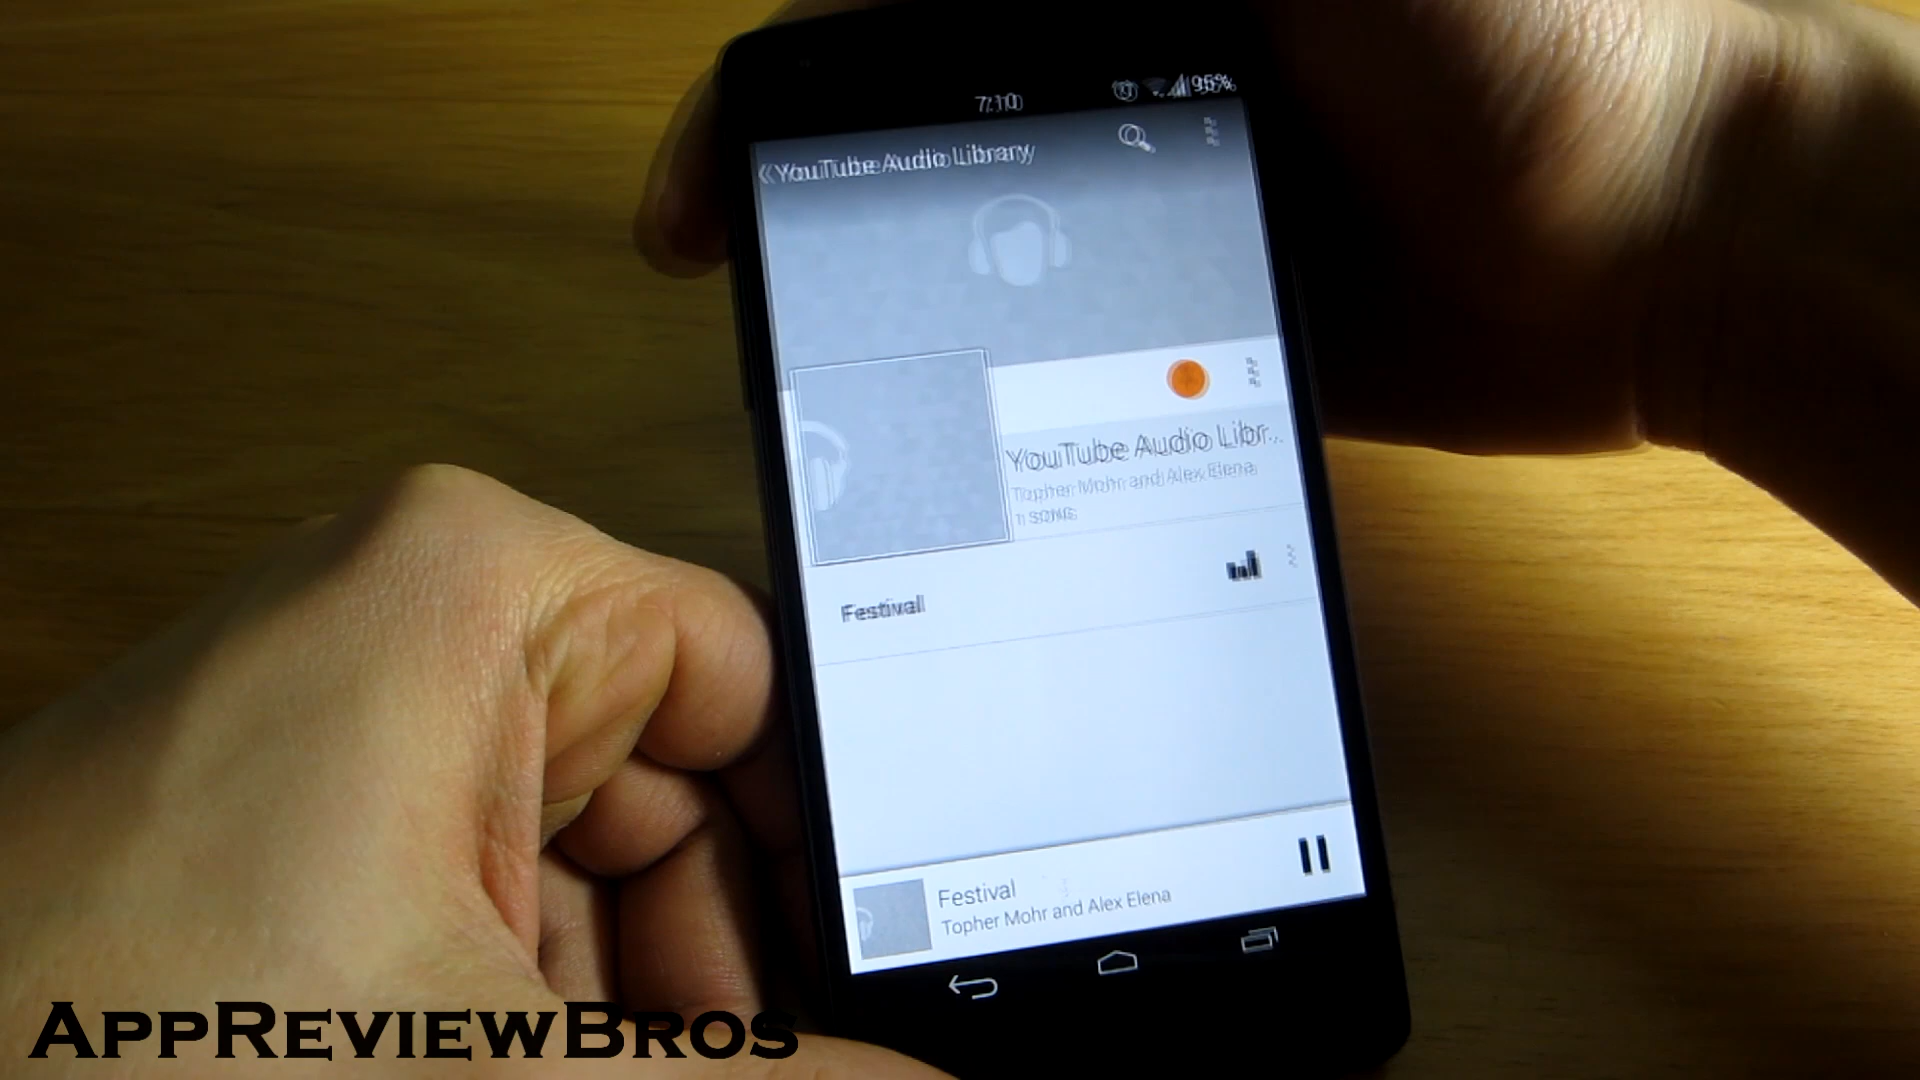 7:10
95%
YouTube Audio Library
YouTube Audio Libr...
Topher Mohr and Alex Elena
1 SONG
Festival
Festival
Topher Mohr and Alex Elena
AppReviewBros